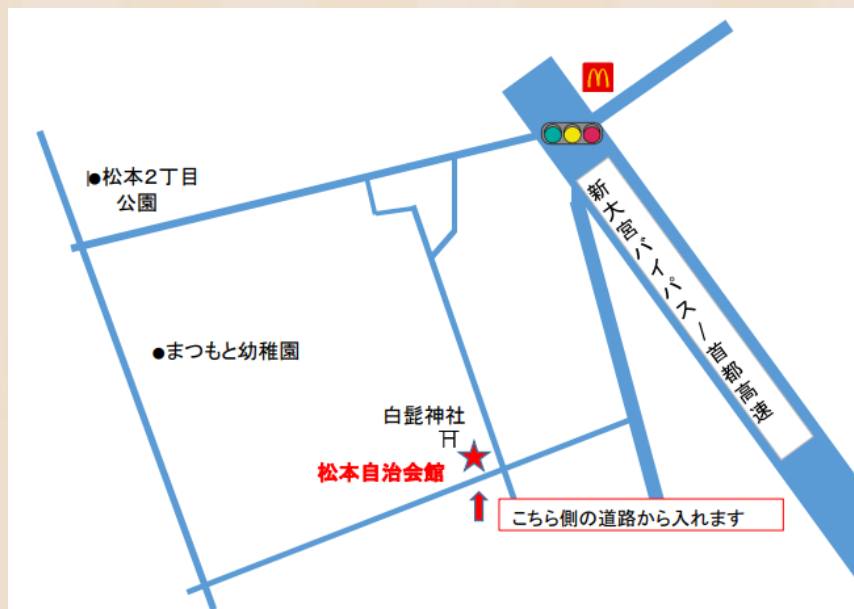 ●松本2丁目
公園
新大宮バイパス/首都高速
●まつもと幼稚園
白髭神社
松本自治会館
こちら側の道路から入れます